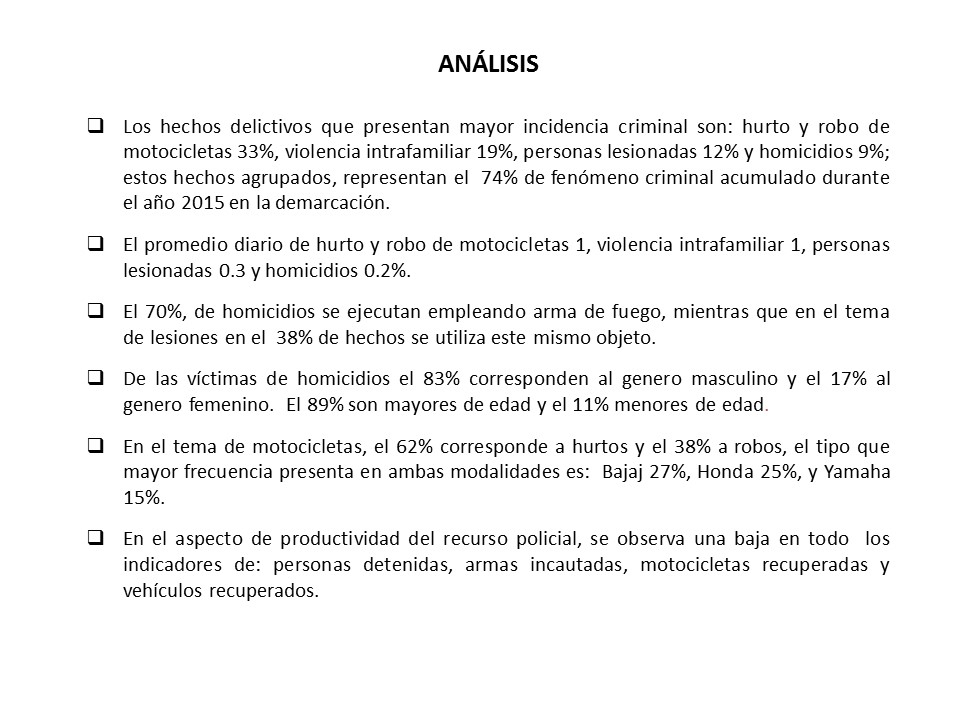 ANÁLISIS
❑ Los hechos delictivos que presentan mayor incidencia criminal son: hurto y robo de
motocicletas 33%, violencia intrafamiliar 19%, personas lesionadas 12% y homicidios 9%;
estos hechos agrupados, representan el 74% de fenómeno criminal acumulado durante
el año 2015 en la demarcación.
❑ El promedio diario de hurto y robo de motocicletas 1, violencia intrafamiliar 1, personas
lesionadas 0.3 y homicidios 0.2%.
❑ El 70%, de homicidios se ejecutan empleando arma de fuego, mientras que en el tema
de lesiones en el 38% de hechos se utiliza este mismo objeto.
❑ De las víctimas de homicidios el 83% corresponden al genero masculino y el 17% al
genero femenino. El 89% son mayores de edad y el 11% menores de edad.
❑ En el tema de motocicletas, el 62% corresponde a hurtos y el 38% a robos, el tipo que
mayor frecuencia presenta en ambas modalidades es: Bajaj 27%, Honda 25%, y Yamaha
15%.
❑ En el aspecto de productividad del recurso policial, se observa una baja en todo los
indicadores de: personas detenidas, armas incautadas, motocicletas recuperadas y
vehículos recuperados.